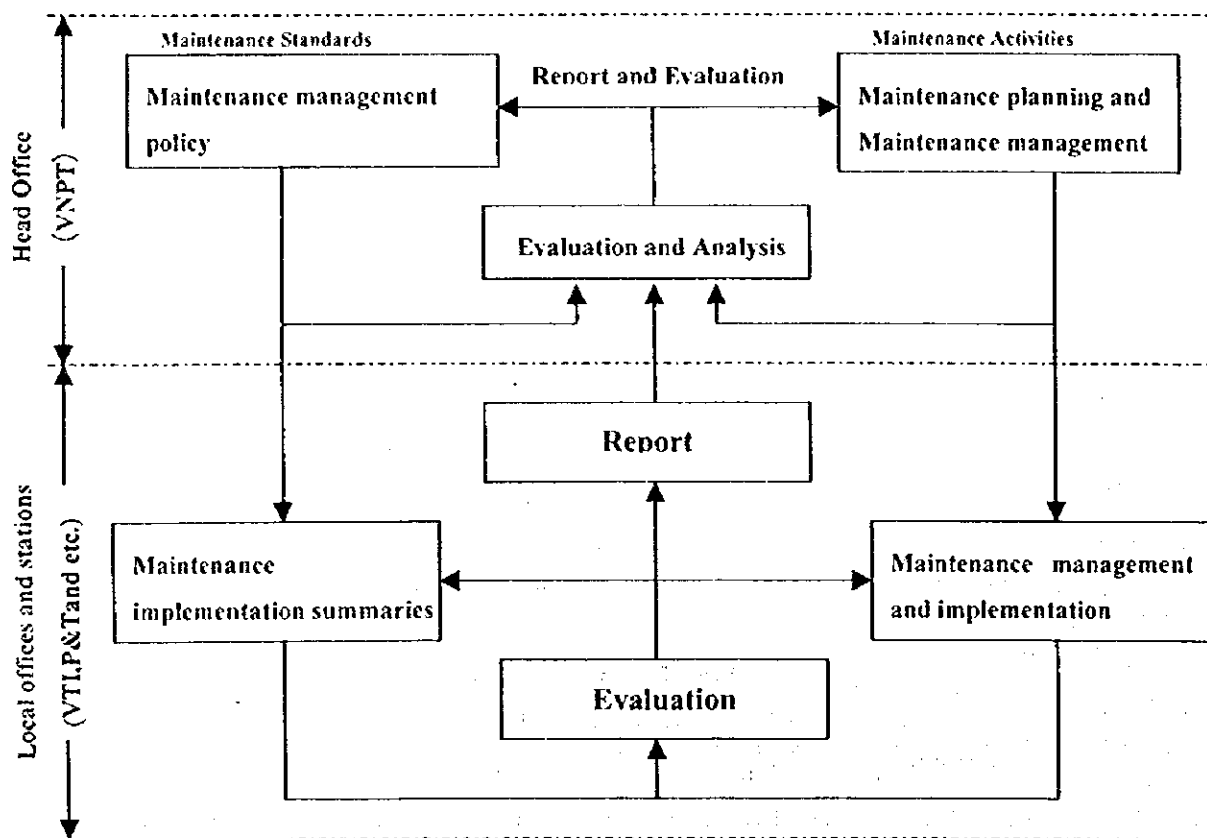 Maintenance Standards
Maintenance Activities
Maintenance management
policy
Report and Evaluation
Maintenance planning and
Maintenance management
Head Office
(VNPT)
Evaluation and Analysis
Report
Local offices and stations
(VTI,P&Tand etc.)
Maintenance
implementation summaries
Maintenance management
and implementation
Evaluation